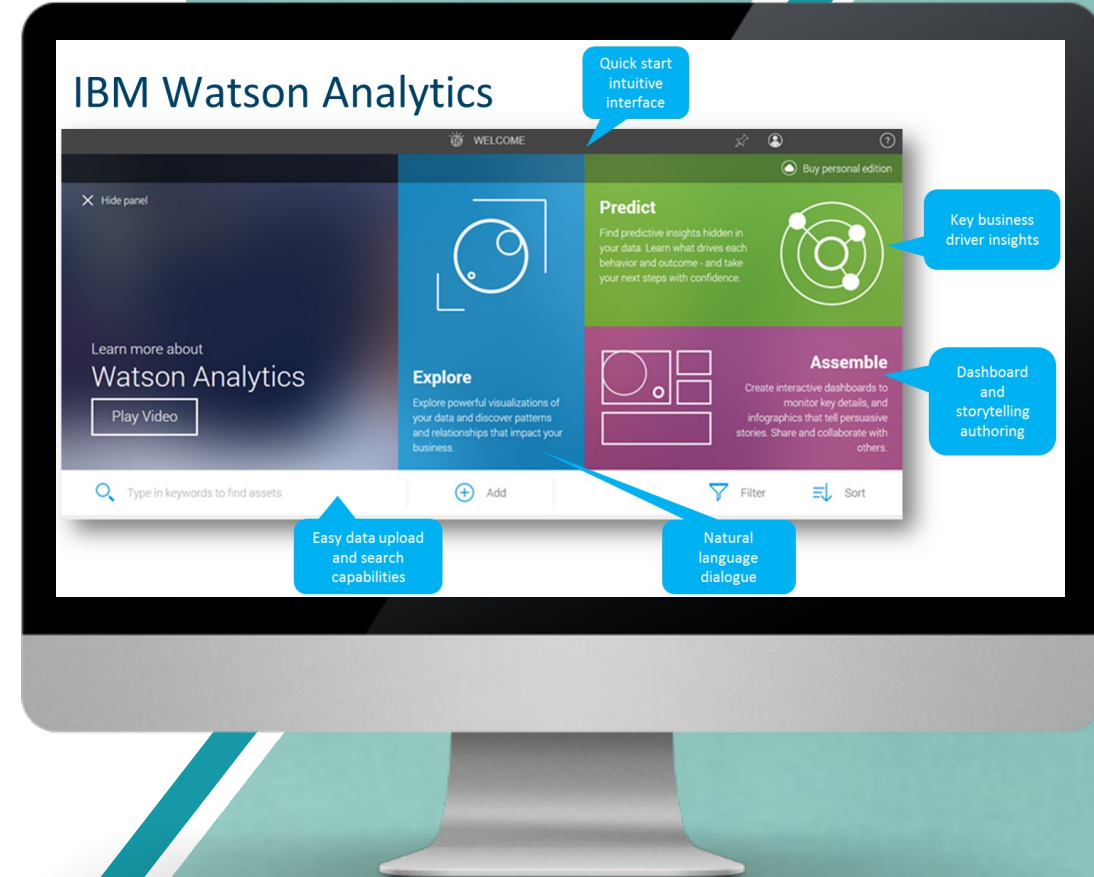 IBM Watson Analytics
Quick start
intuitive
interface
WELCOME
?
Buy personal edition
Hide panel
Learn more about
Watson Analytics
Play Video
Explore
Explore powerful visualizations of
your data and discover patterns
and relationships that impact your
business.
Predict
Find predictive insights hidden in
your data. Learn what drives each
behavior and outcome - and take
your next steps with confidence.
Key business
driver insights
Assemble
Create interactive dashboards to
monitor key details, and
infographics that tell persuasive
stories. Share and collaborate with
others.
Dashboard
and
storytelling
authoring
Type in keywords to find assets
Add
Filter
Sort
Easy data upload
and search
capabilities
Natural
language
dialogue